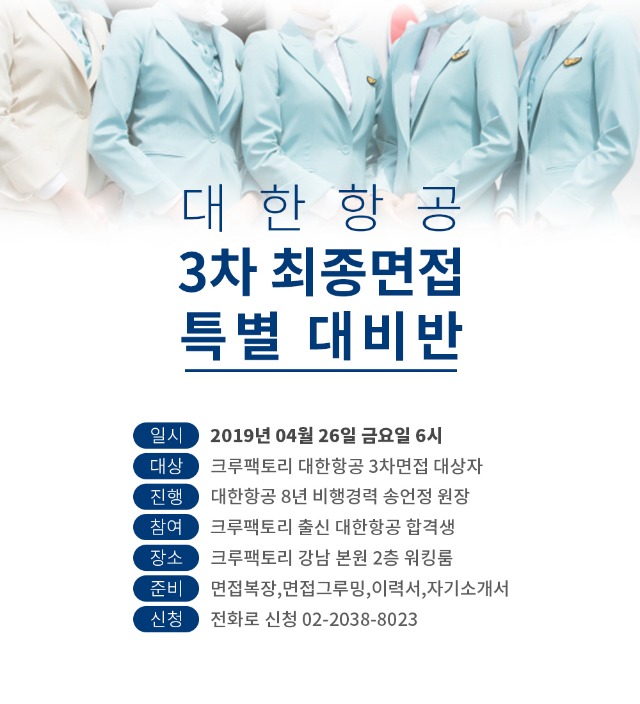 대한항공
3차 최종면접
특별 대비반
일시 2019년 04월 26일 금요일 6시
대상 크루팩토리 대한항공 3차면접 대상자
진행 대한항공 8년 비행경력 송언정 원장
참여 크루팩토리 출신 대한항공 합격생
장소 크루팩토리 강남 본원 2층 워킹룸
준비 면접복장,면접그루밍,이력서,자기소개서
신청 전화로 신청 02-2038-8023